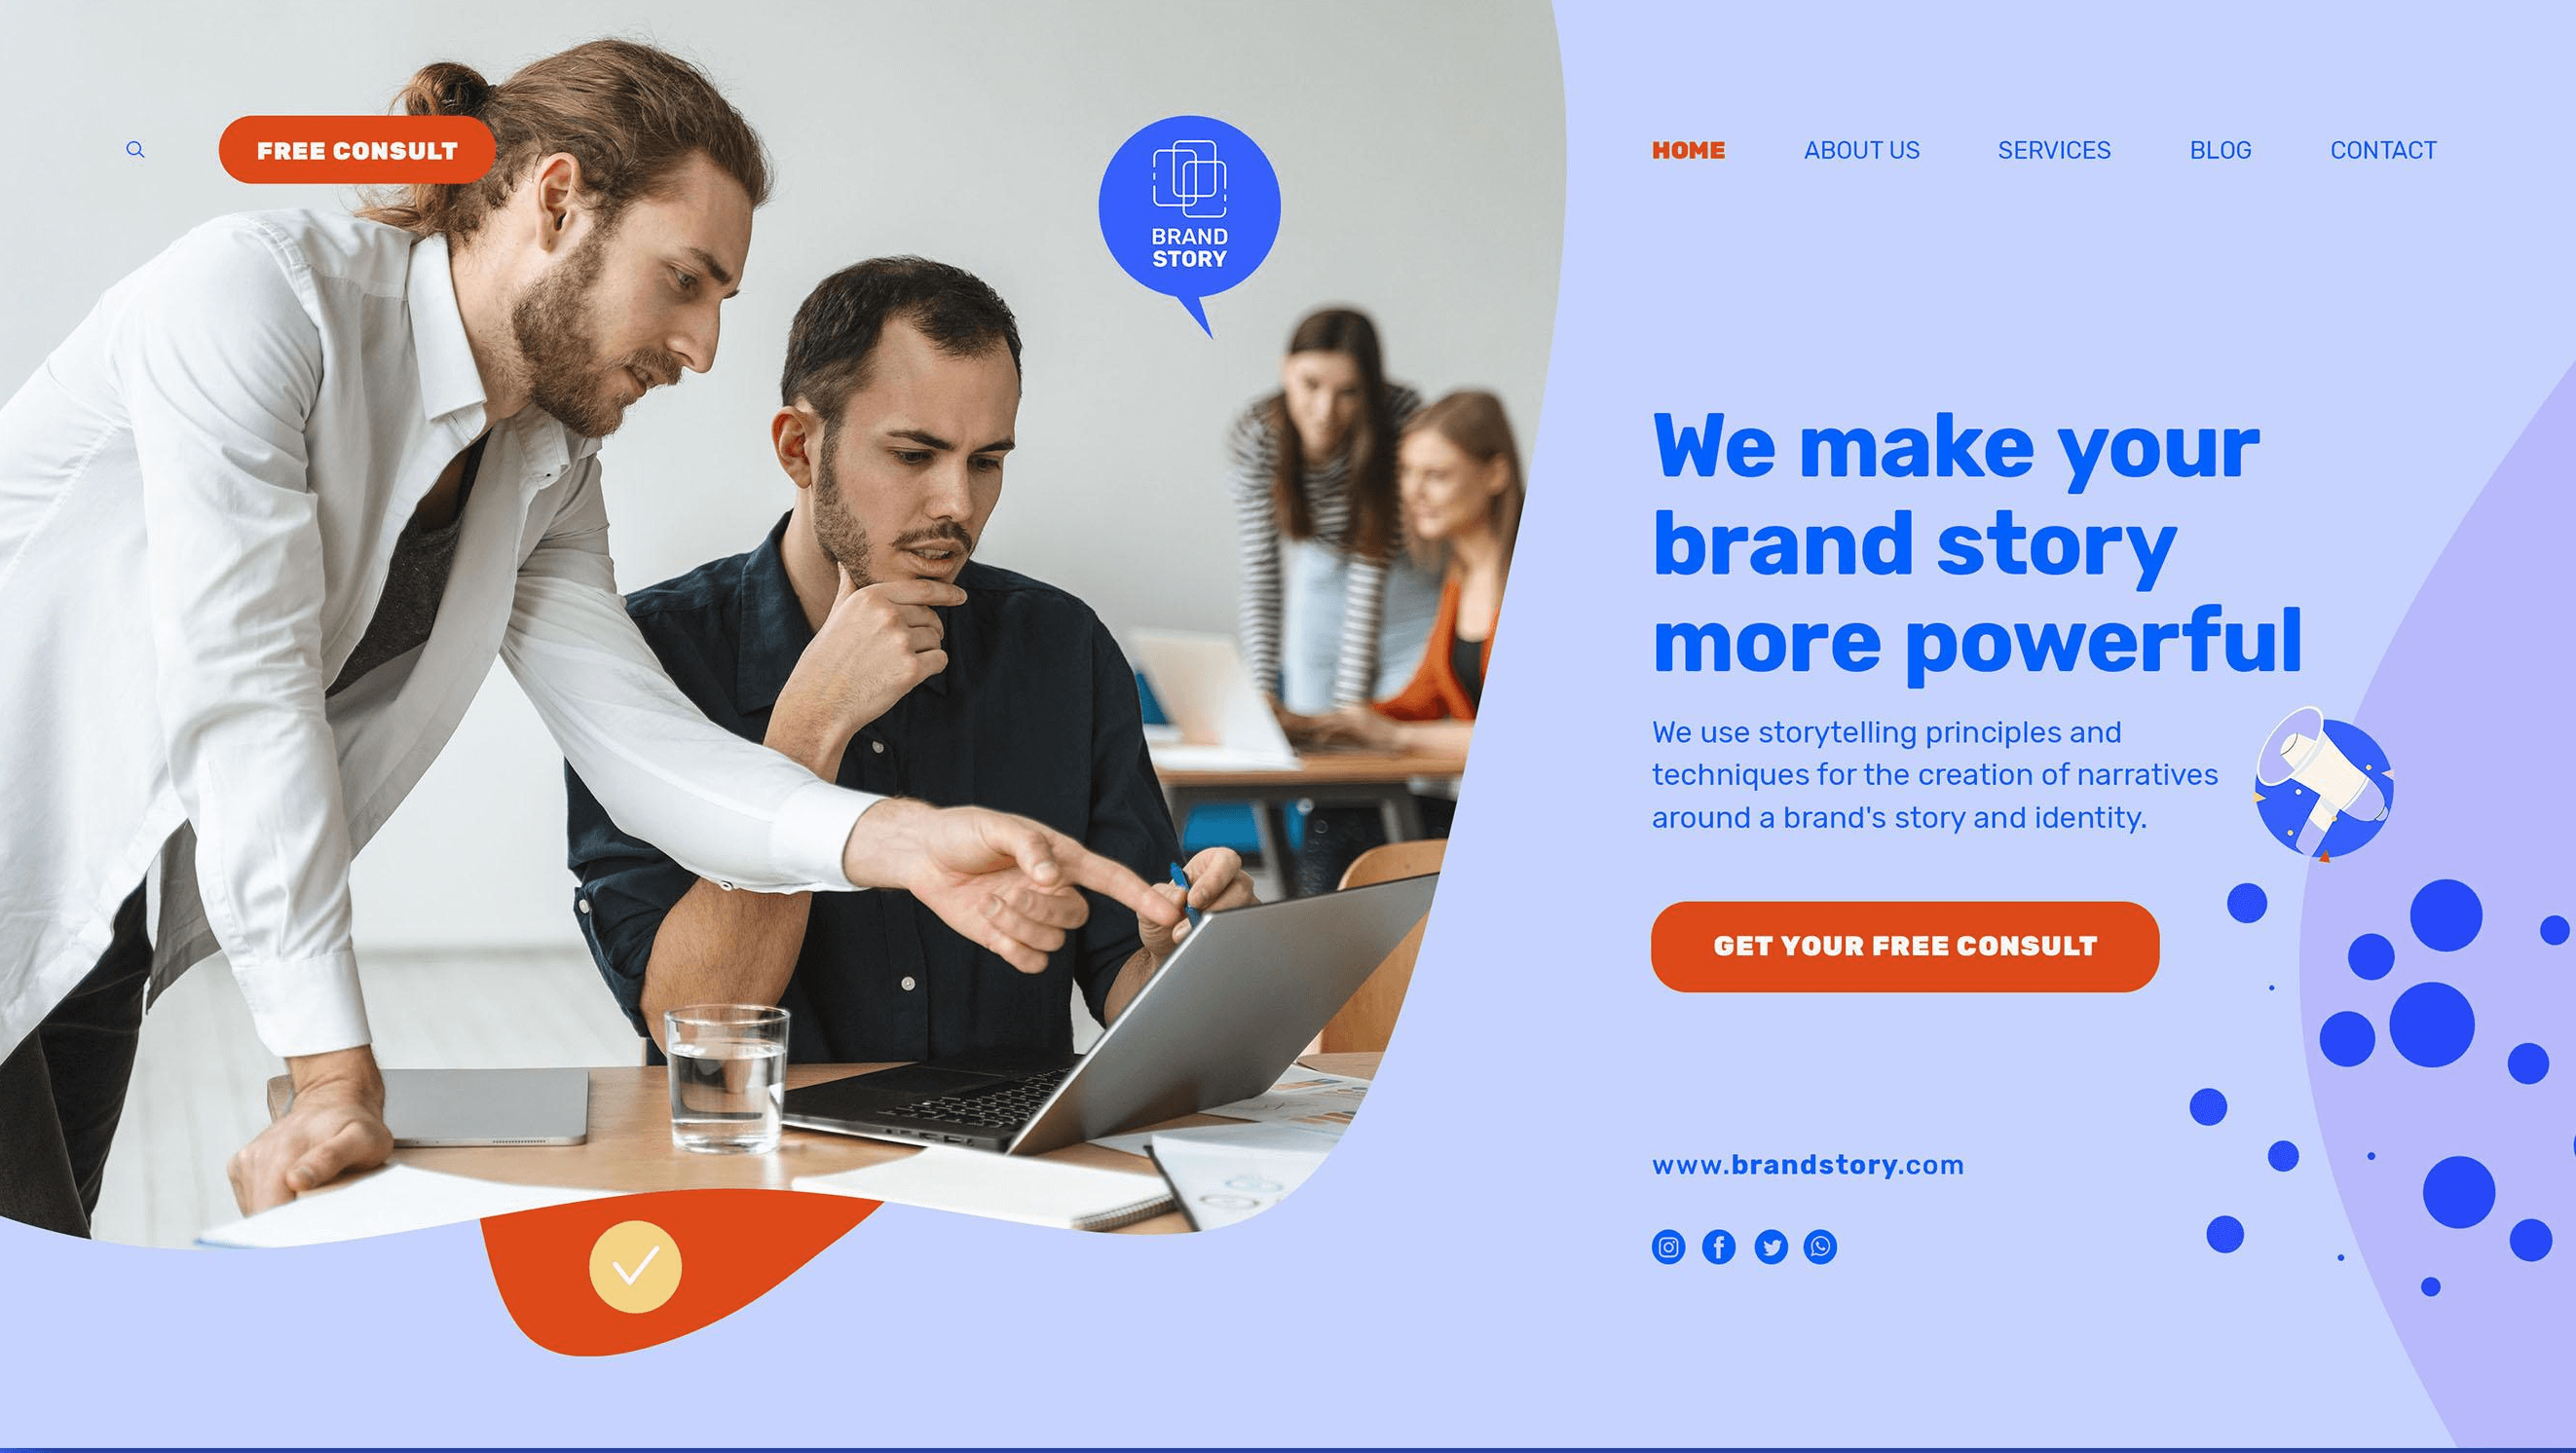 FREE CONSULT
BRAND
STORY
HOME
ABOUT US
SERVICES
BLOG
CONTACT
We make your
brand story
more powerful
We use storytelling principles and
techniques for the creation of narratives
around a brand's story and identity.
GET YOUR FREE CONSULT
www.brandstory.com